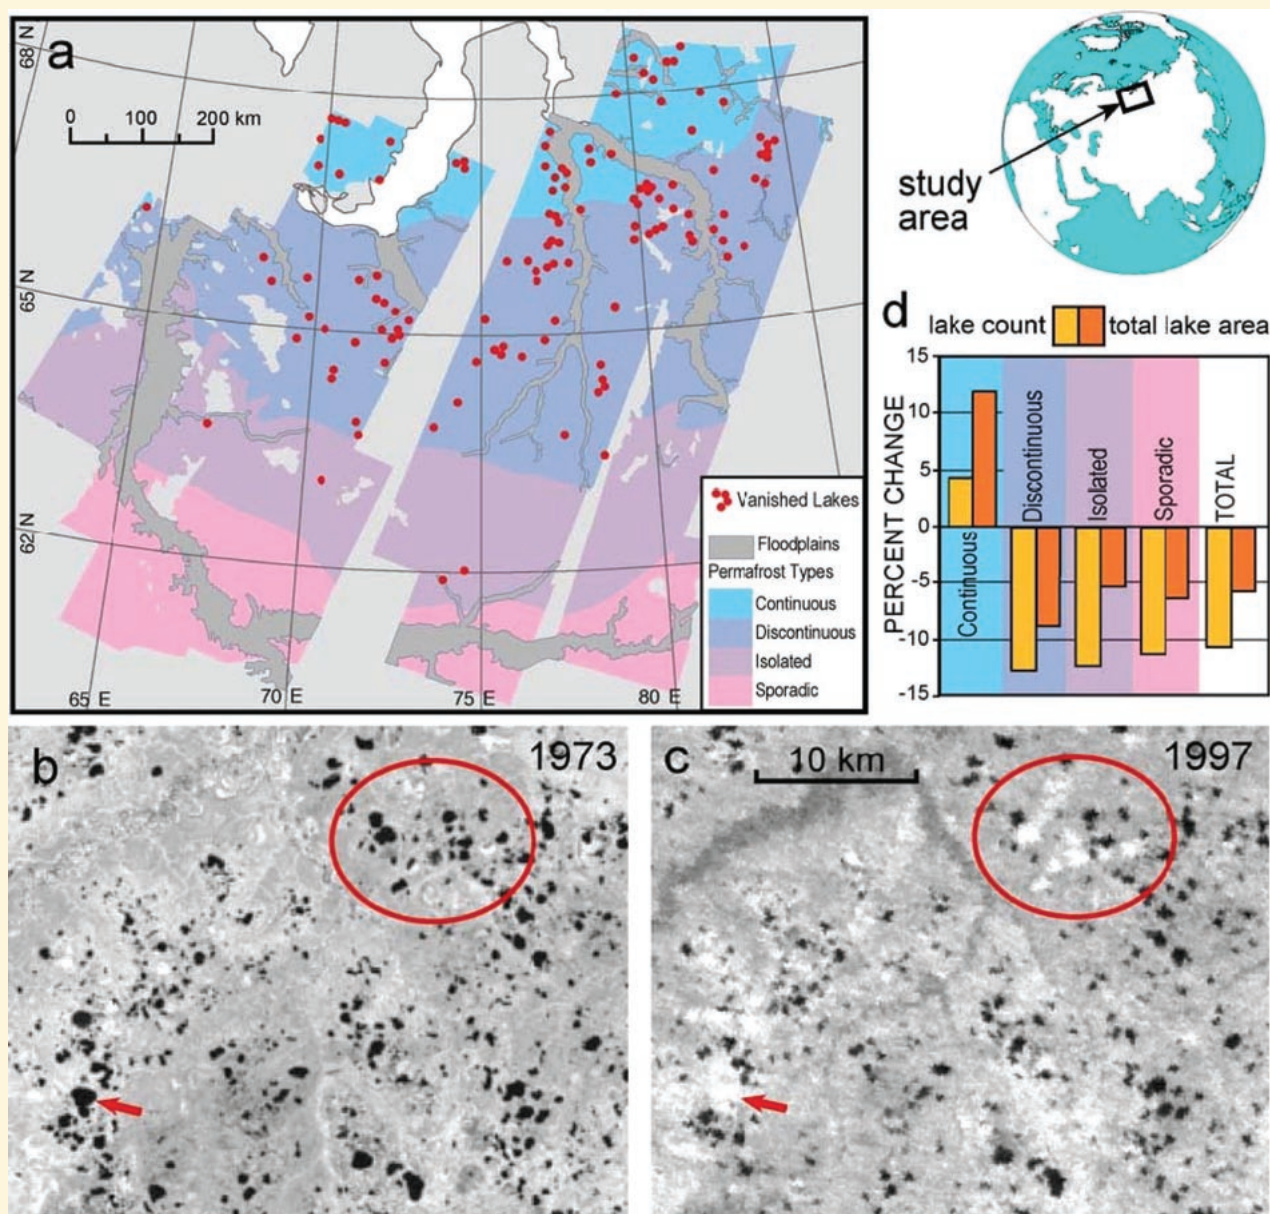 a
68 N
65 N
62 N
0 100 200 km
65 E
70 E
75 E
80 E
Vanished Lakes
Floodplains
Permafrost Types
Continuous
Discontinuous
Isolated
Sporadic
study
area
d
lake count
total lake area
PERCENT CHANGE
15
10
5
0
-5
-10
-15
Continuous
Discontinuous
Isolated
Sporadic
TOTAL
b
1973
c
10 km
1997